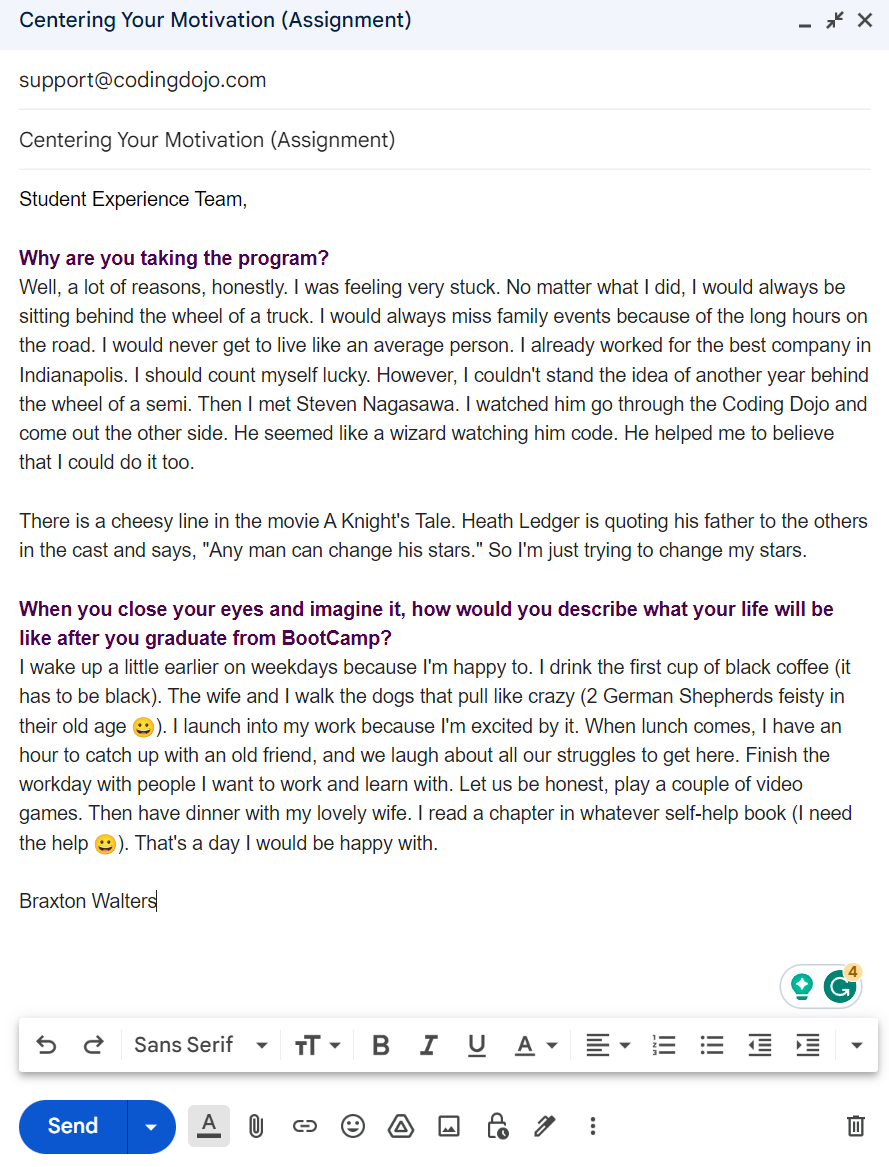 Centering Your Motivation (Assignment)
support@codingdojo.com
Centering Your Motivation (Assignment)
Student Experience Team,
Why are you taking the program?
Well, a lot of reasons, honestly. I was feeling very stuck. No matter what I did, I would always be
sitting behind the wheel of a truck. I would always miss family events because of the long hours on
the road. I would never get to live like an average person. I already worked for the best company in
Indianapolis. I should count myself lucky. However, I couldn't stand the idea of another year behind
the wheel of a semi. Then I met Steven Nagasawa. I watched him go through the Coding Dojo and
come out the other side. He seemed like a wizard watching him code. He helped me to believe
that I could do it too.
There is a cheesy line in the movie A Knight's Tale. Heath Ledger is quoting his father to the others
in the cast and says, "Any man can change his stars." So I'm just trying to change my stars.
When you close your eyes and imagine it, how would you describe what your life will be
like after you graduate from BootCamp?
I wake up a little earlier on weekdays because I'm happy to. I drink the first cup of black coffee (it
has to be black). The wife and I walk the dogs that pull like crazy (2 German Shepherds feisty in
their old age 😀). I launch into my work because I'm excited by it. When lunch comes, I have an
hour to catch up with an old friend, and we laugh about all our struggles to get here. Finish the
workday with people I want to work and learn with. Let us be honest, play a couple of video
games. Then have dinner with my lovely wife. I read a chapter in whatever self-help book (I need
the help 😀). That's a day I would be happy with.
Braxton Walters
4
Sans Serif
Send